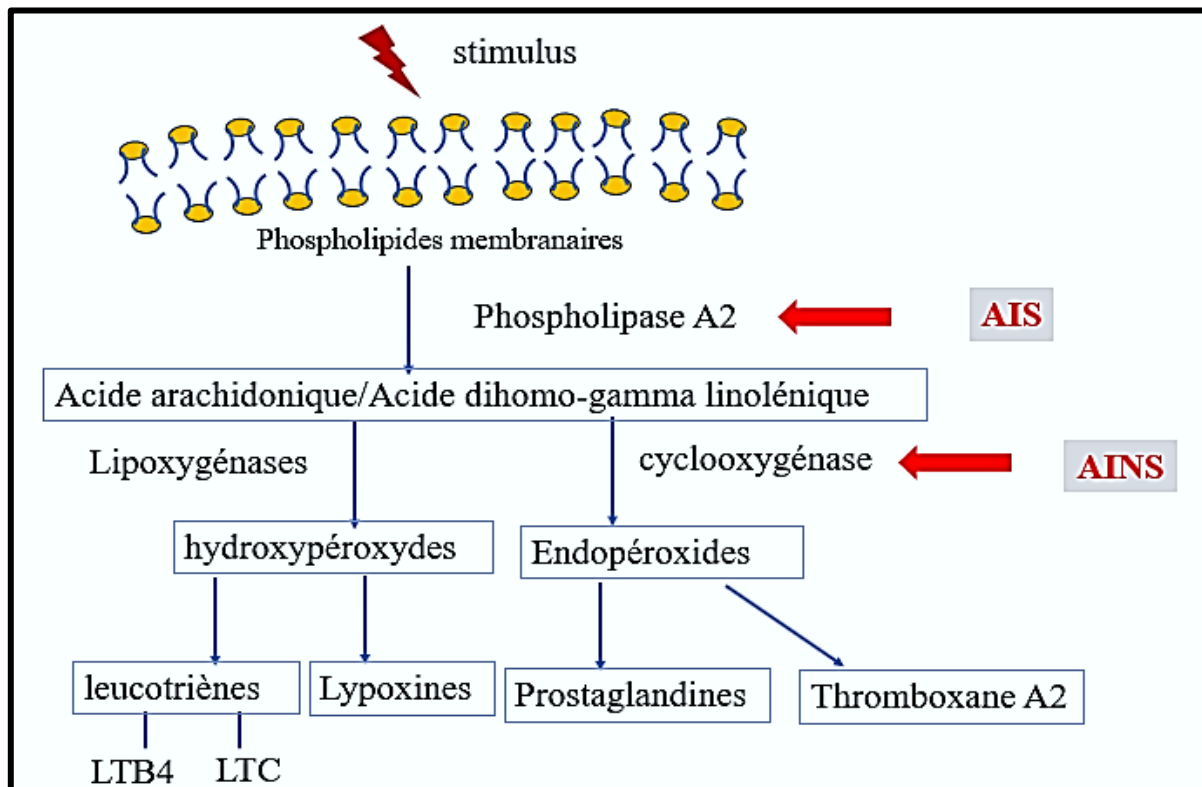 stimulus
Phospholipides membranaires
Phospholipase A2
AIS
Acide arachidonique/Acide dihomo-gamma linolénique
Lipoxygénases
cyclooxygénase
AINS
hydroxypéroxydes
Endopéroxides
leucotriènes
Lypoxines
Prostaglandines
Thromboxane A2
LTB4
LTC